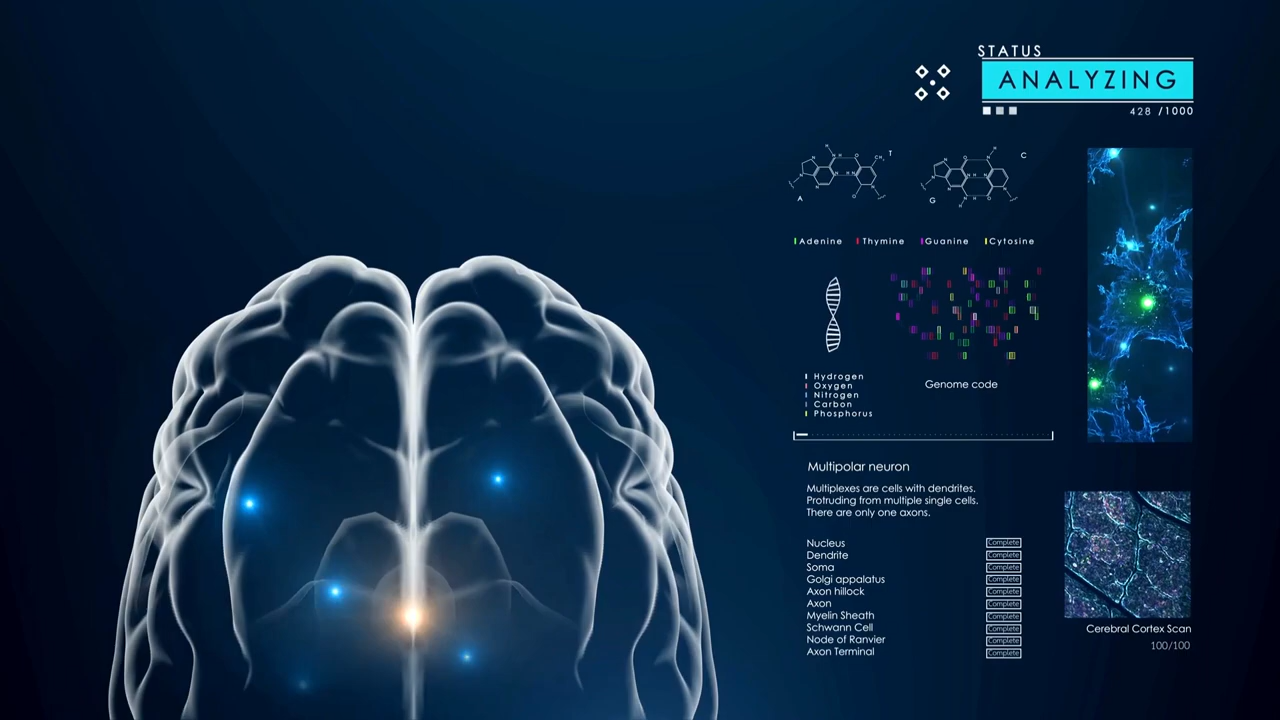 STATUS
ANALYZING
428 /1000
T
A
C
G
Adenine Thymine Guanine Cytosine
Hydrogen
Oxygen
Nitrogen
Carbon
Phosphorus
Genome code
Multipolar neuron
Multiplexes are cells with dendrites.
Protruding from multiple single cells.
There are only one axons.
Nucleus Complete
Dendrite Complete
Soma Complete
Golgi appalatus Complete
Axon hillock Complete
Axon Complete
Myelin Sheath Complete
Schwann Cell Complete
Node of Ranvier Complete
Axon Terminal Complete
Cerebral Cortex Scan
100/100